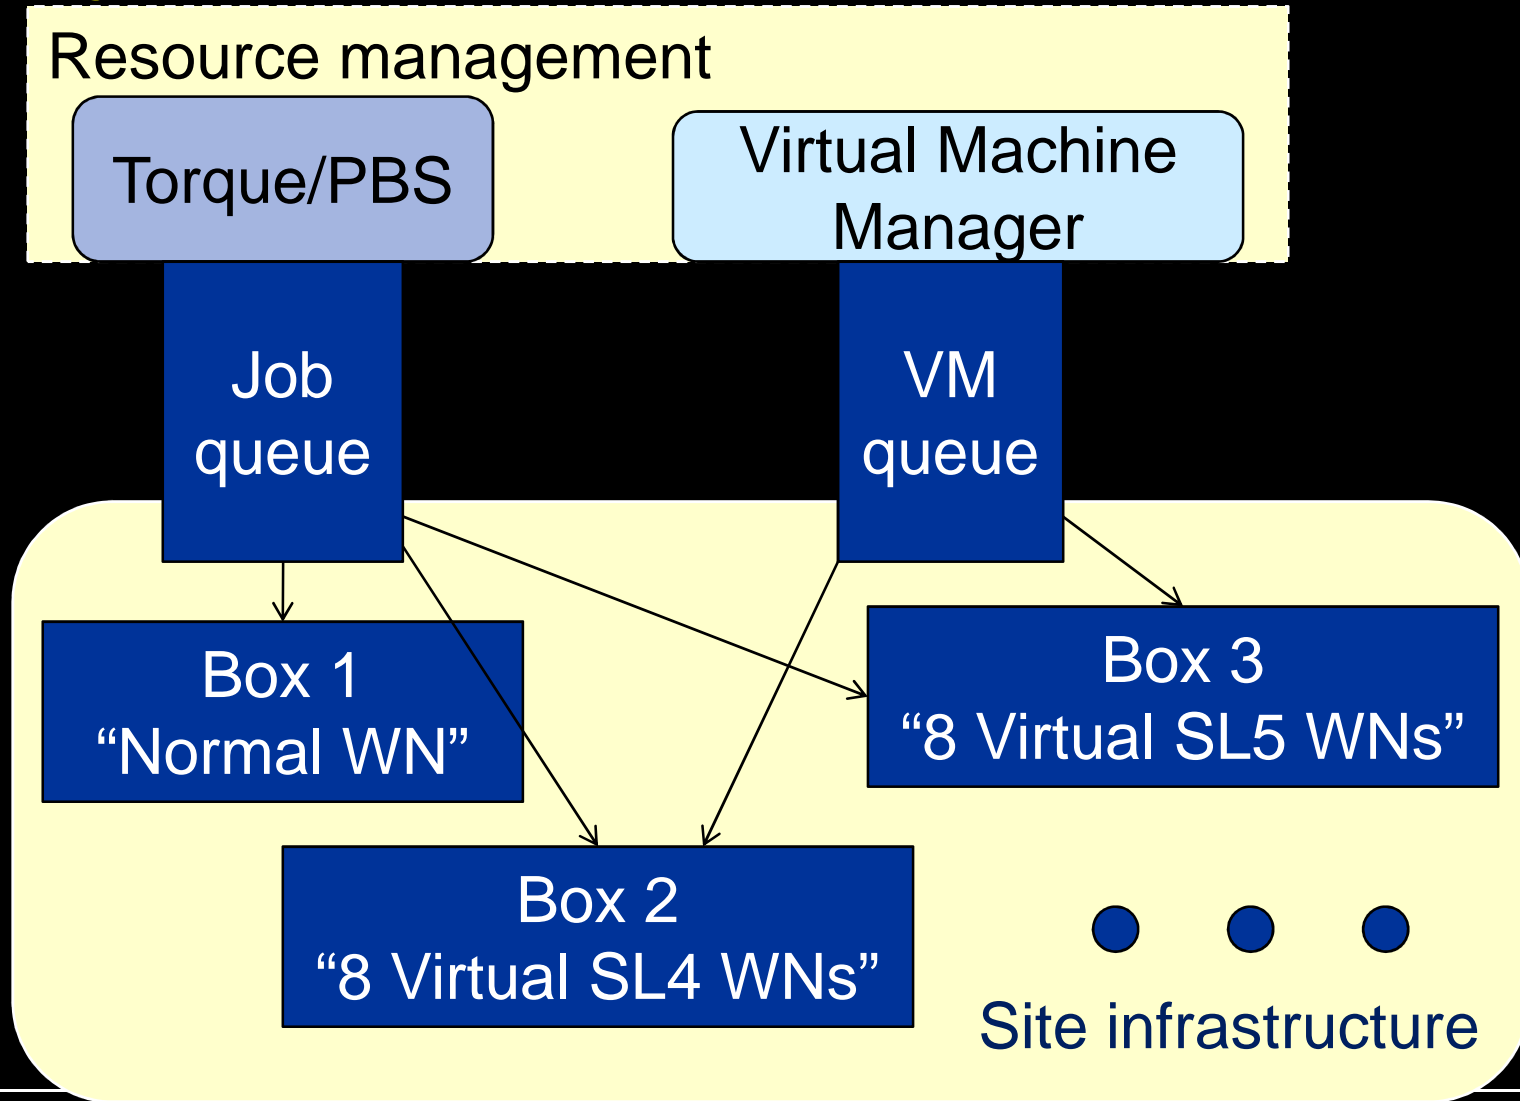 Resource management
Torque/PBS
Virtual Machine
Manager
Job
queue
VM
queue
Box 1
“Normal WN”
Box 3
“8 Virtual SL5 WNs”
Box 2
“8 Virtual SL4 WNs”
Site infrastructure